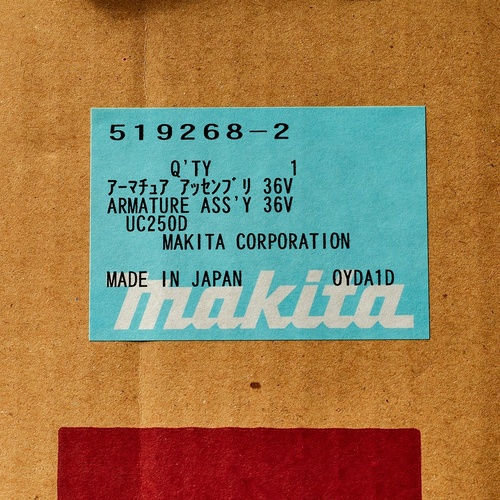 519268-2
Q'TY 1
ｱｰﾏﾁｭｱ ｱｯｾﾝﾌﾞﾘ 36V
ARMATURE ASS'Y 36V
UC250D
MAKITA CORPORATION
MADE IN JAPAN 0YDA1D
makita